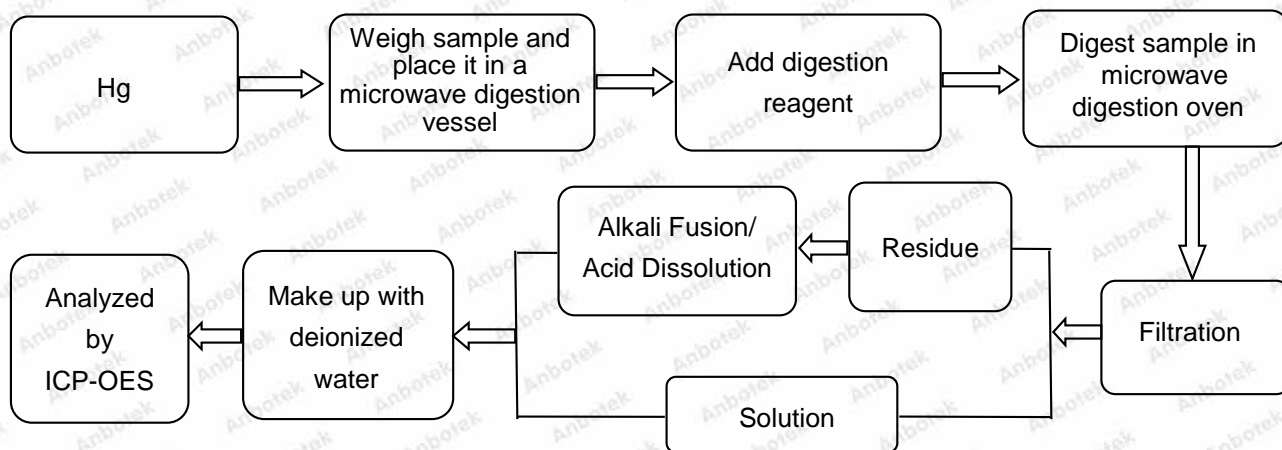 Hg
Weigh sample and
place it in a
microwave digestion
vessel
Add digestion
reagent
Digest sample in
microwave
digestion oven
Filtration
Residue
Alkali Fusion/
Acid Dissolution
Solution
Make up with
deionized
water
Analyzed
by
ICP-OES
Anbotek